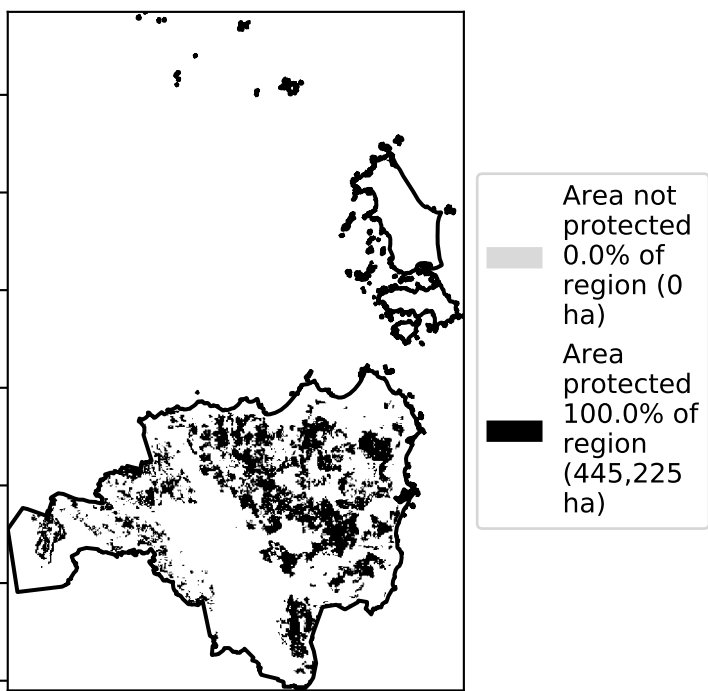 Area not
protected
0.0% of
region (0
ha)
Area
protected
100.0% of
region
(445,225
ha)